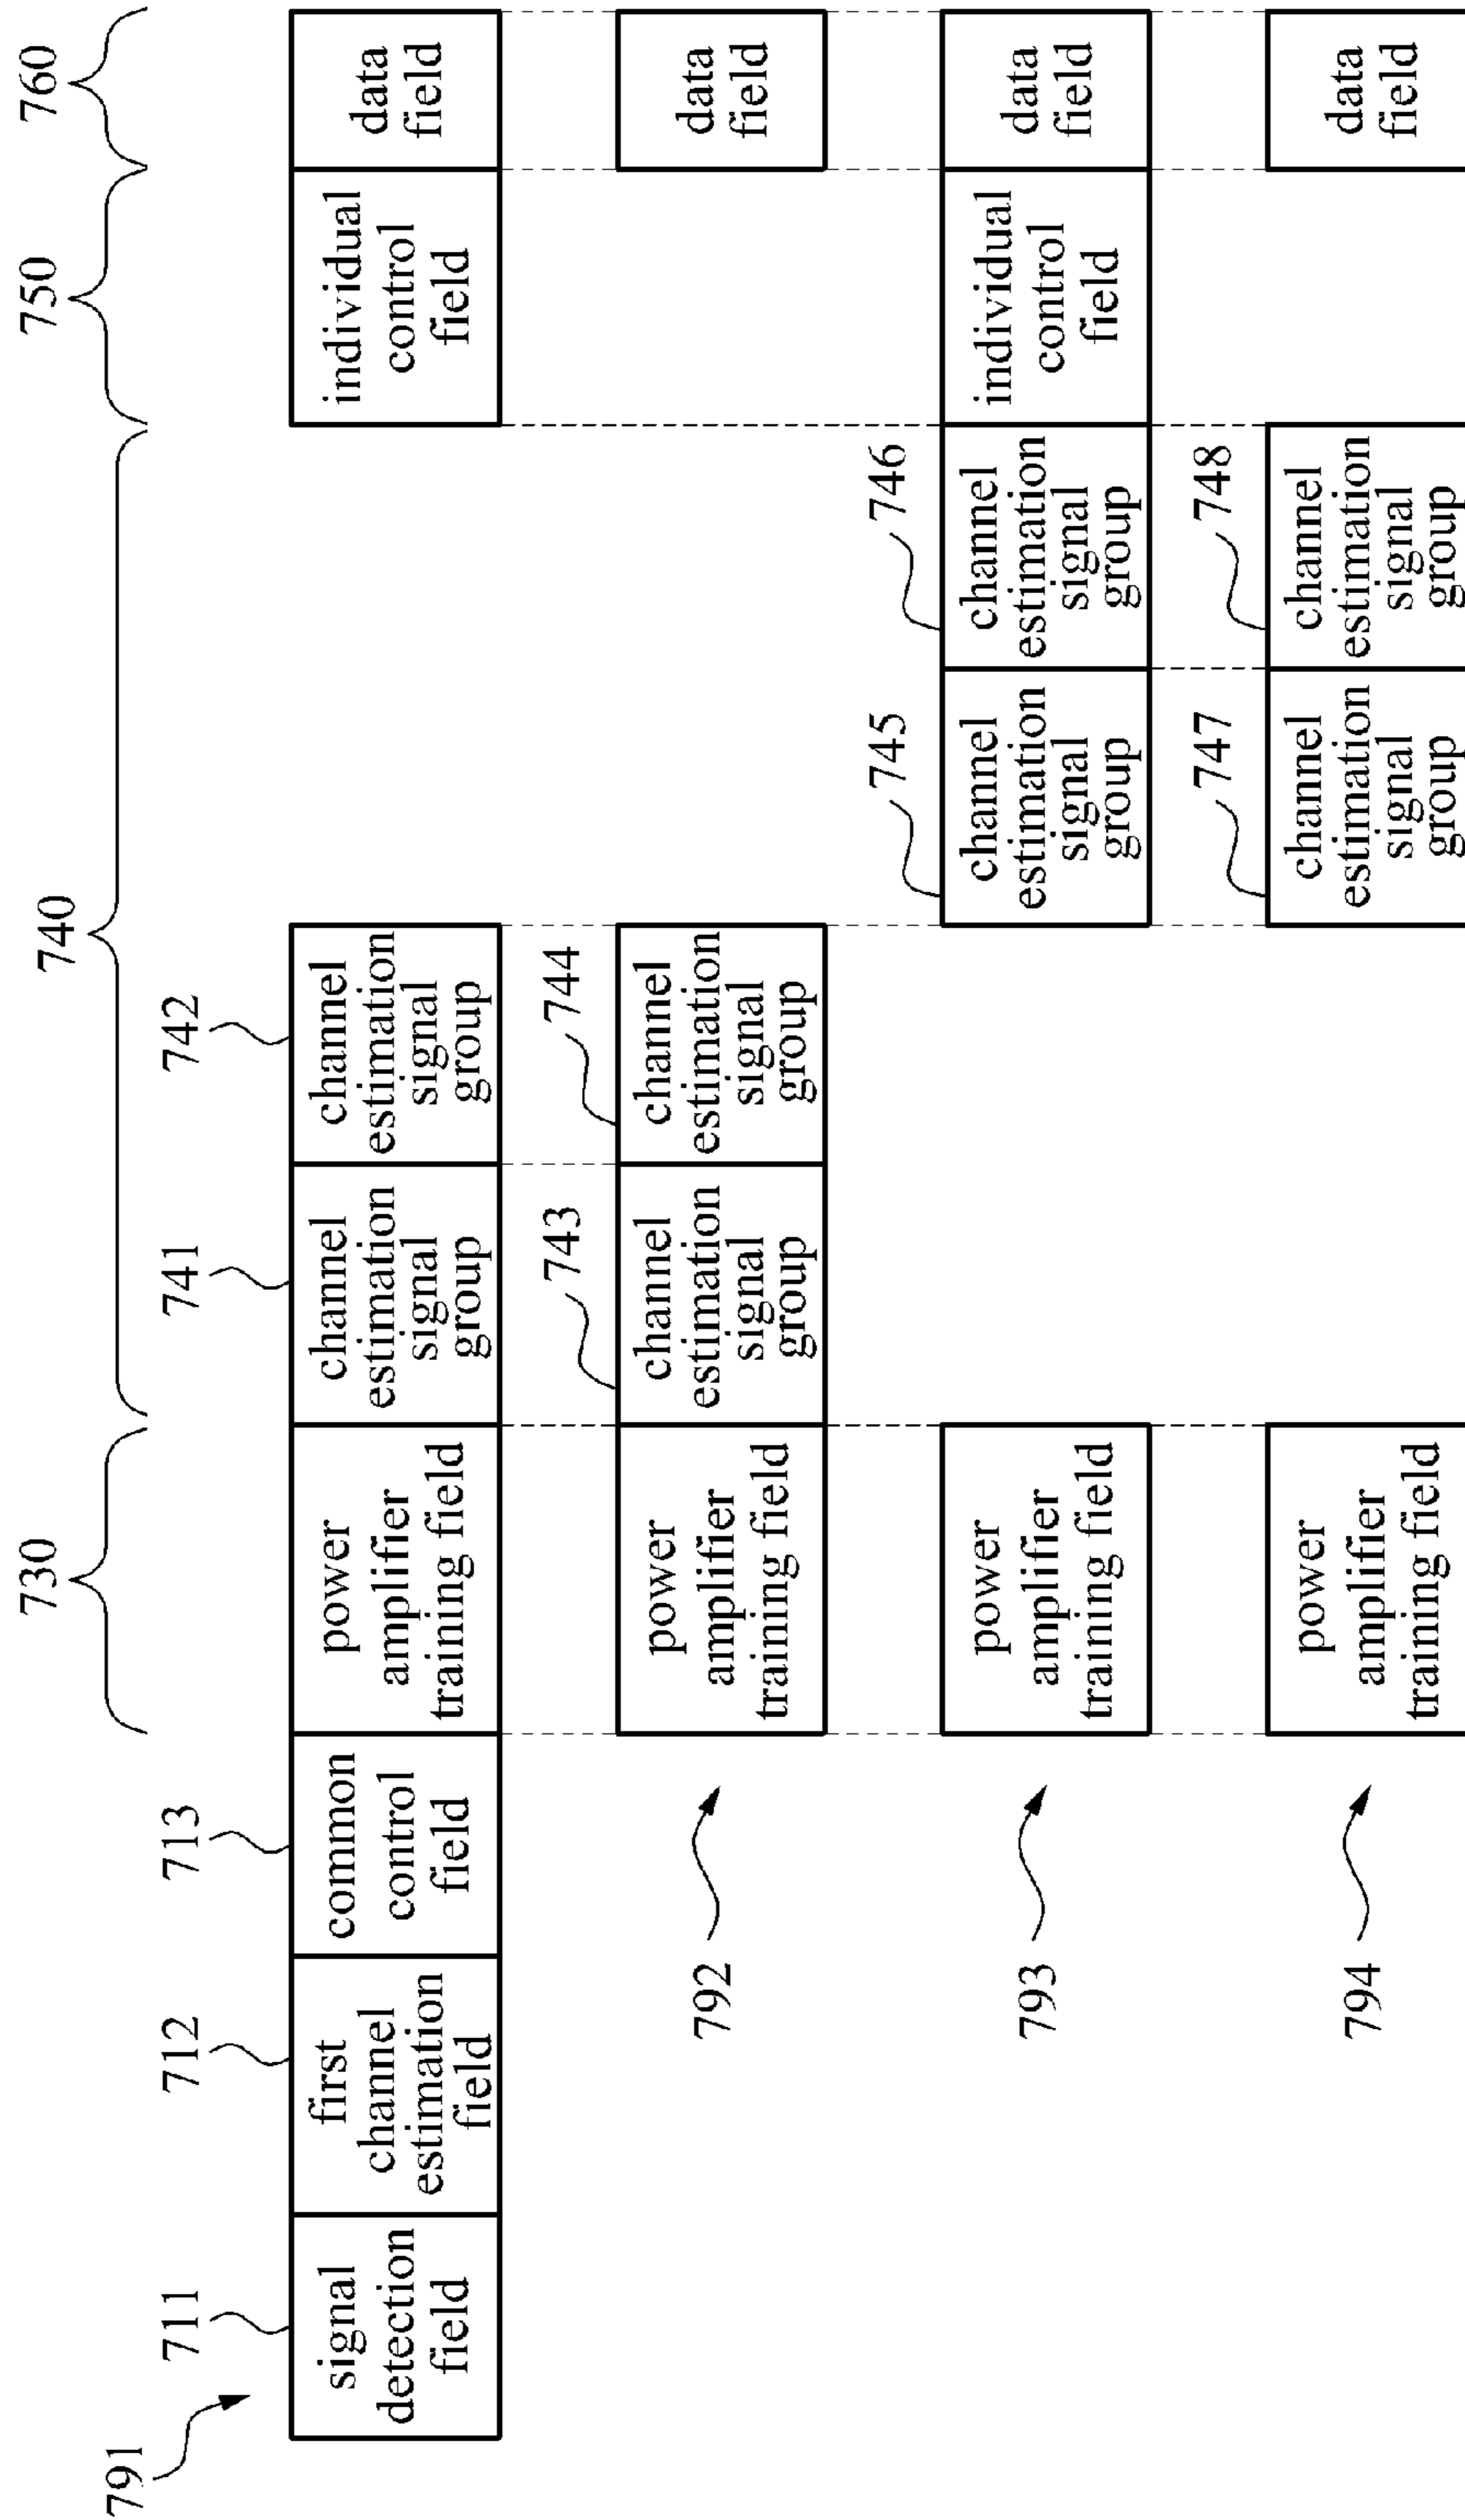 730
740
750
760
791
711
712
713
741
742
signal
detection
field
first
channel
estimation
field
common
control
field
power
amplifier
training field
channel
estimation
signal
group
channel
estimation
signal
group
individual
control
field
data
field
792
743
744
power
amplifier
training field
channel
estimation
signal
group
channel
estimation
signal
group
data
field
793
745
746
power
amplifier
training field
channel
estimation
signal
group
channel
estimation
signal
group
individual
control
field
data
field
794
747
748
power
amplifier
training field
channel
estimation
signal
group
channel
estimation
signal
group
data
field